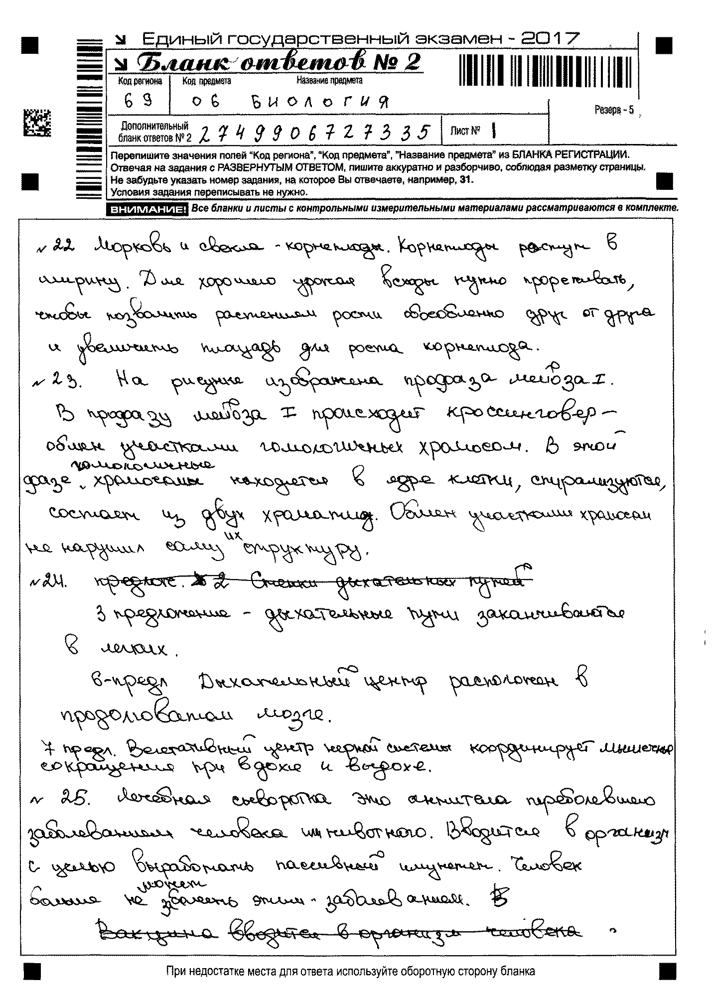 Единый государственный экзамен - 2017
Бланк ответов № 2
Код региона Код предмета Название предмета
69 06 БИОЛОГИЯ
Резерв - 5
Дополнительный
бланк ответов № 2 2749906727335 Лист № 1
Перепишите значения полей "Код региона", "Код предмета", "Название предмета" из БЛАНКА РЕГИСТРАЦИИ.
Отвечая на задания с РАЗВЕРНУТЫМ ОТВЕТОМ, пишите аккуратно и разборчиво, соблюдая разметку страницы.
Не забудьте указать номер задания, на которое Вы отвечаете, например, 31.
Условия задания переписывать не нужно.
ВНИМАНИЕ! Все бланки и листы с контрольными измерительными материалами рассматриваются в комплекте.
№22 Морковь и свекла - корнеплоды. Корнеплоды растут в
ширину. Для хорошего урожая всходы нужно прореживать,
чтобы позволить растениям рости обособленно друг от друга
и увеличить площадь для роста корнеплода.
№23. На рисунке изображена профаза мейоза I.
В профазу мейоза I происходит кроссинговер -
обмен участками гомологичных храмосом. В этой
гомологичные
фазе храмосомы находятся в ядре клетки, спирализуются,
состоят из двух храматид. Обмен участками храмосом
не нарушил саму их структуру.
№24. предлож. 2 Стенки дыхательных путей
3 предложение - дыхательные пути заканчиваются
в легких.
6-предл Дыхательный центр расположен в
продолговатом мозге.
7 предл. Вегетативный центр нервной системы координирует мышечные
сокращения при вдохе и выдохе.
№ 25. Лечебная сыворотка это антитела переболевшего
заболеванием человека или животного. Вводится в организм
с целью выработать пассивный имунетет. Человек
может
больше не заболеть этим - заболеванием.
Вакцина вводится в организм человека
При недостатке места для ответа используйте оборотную сторону бланка